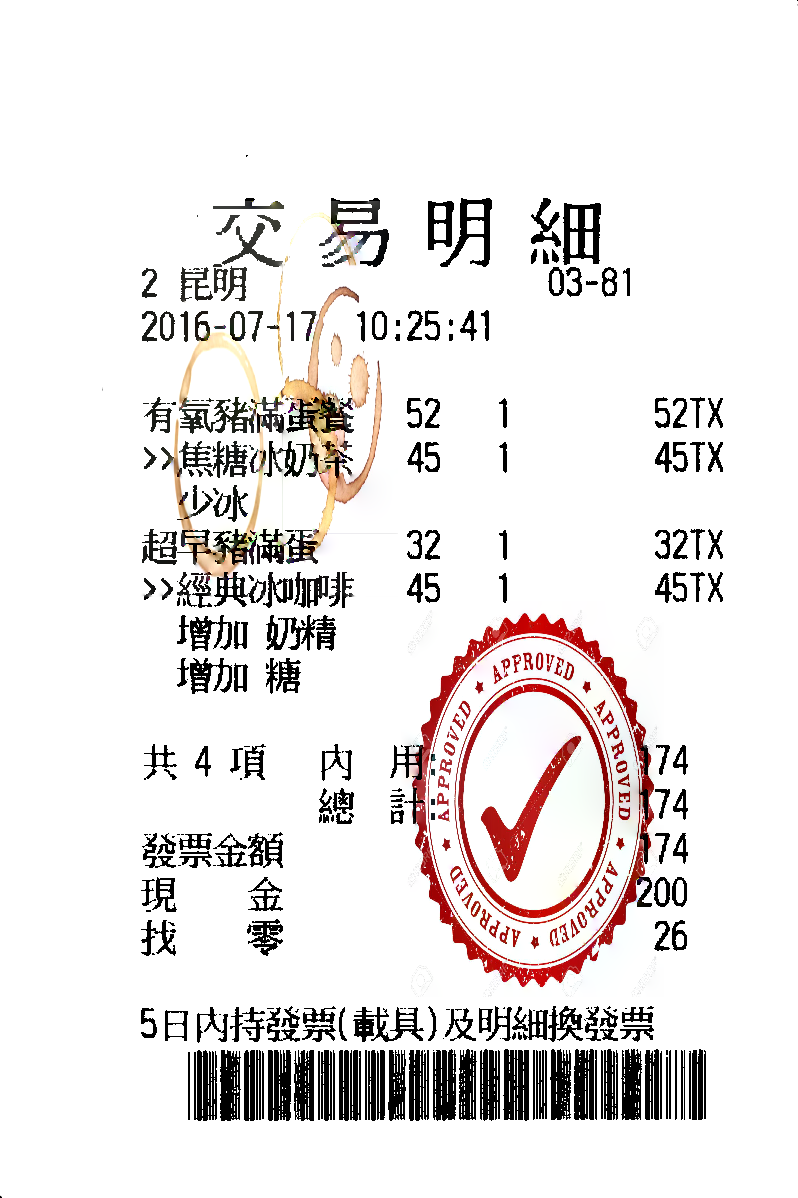 交易明細
2 昆明 03-81
2016-07-17 10:25:41
有氧豬滿蛋餐 52 1 52TX
>>焦糖冰奶茶 45 1 45TX
少冰
超早豬滿蛋 32 1 32TX
>>經典冰咖啡 45 1 45TX
增加 奶精
增加 糖
共 4 項 內 用: 174
總 計: 174
發票金額 174
現 金 200
找 零 26
APPROVED APPROVED APPROVED APPROVED APPROVED APPROVED APPROVED
5日內持發票(載具)及明細換發票